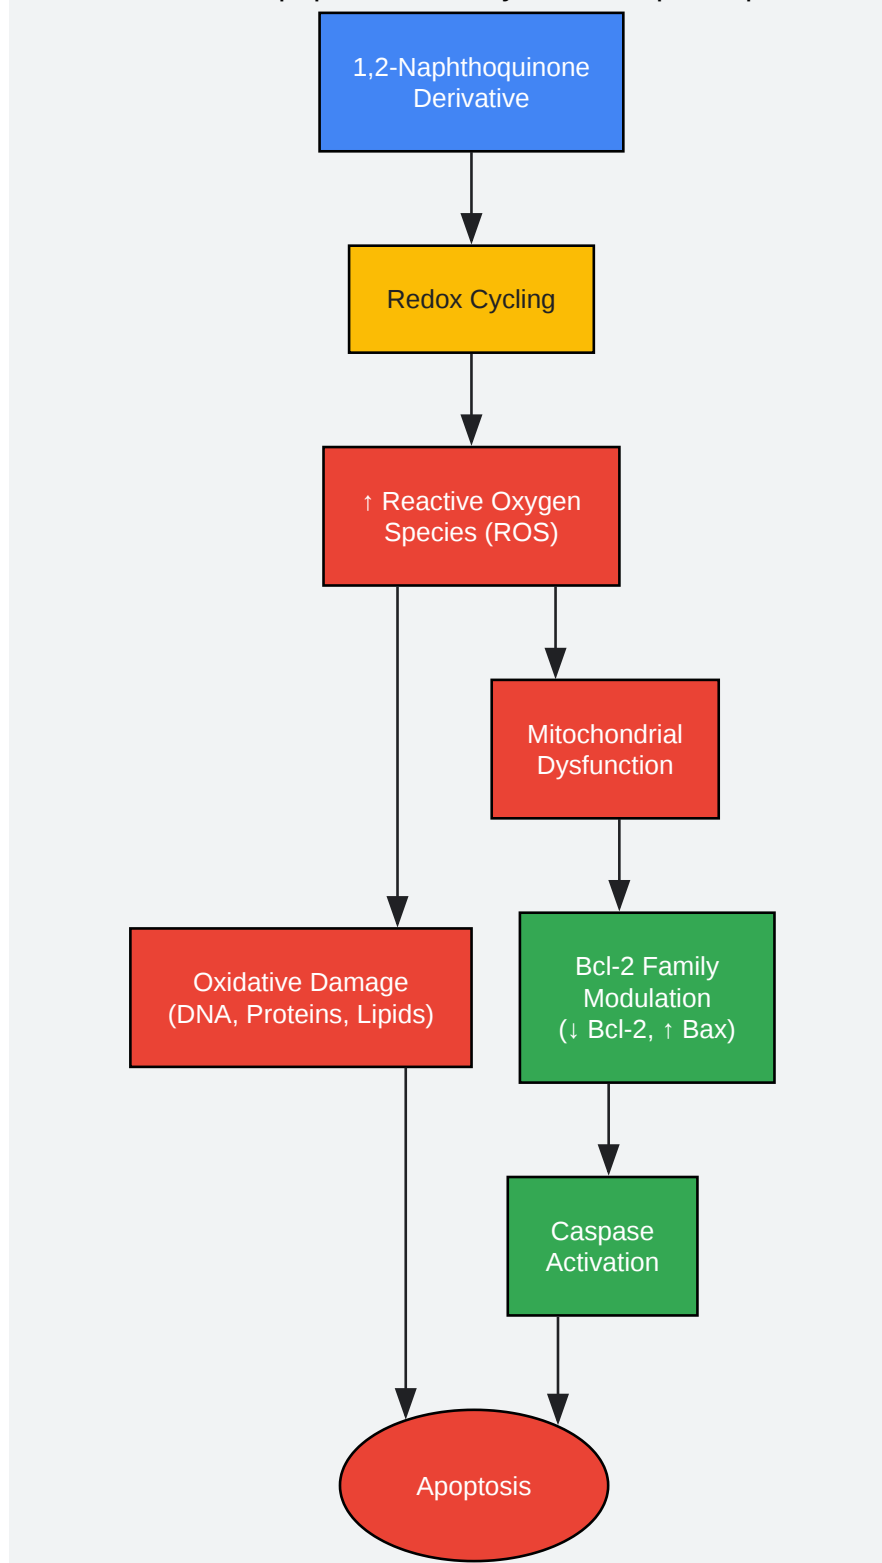 1,2-Naphthoquinone
Derivative
Redox Cycling
↑ Reactive Oxygen
Species (ROS)
Mitochondrial
Dysfunction
Bcl-2 Family
Modulation
(↓ Bcl-2, ↑ Bax)
Oxidative Damage
(DNA, Proteins, Lipids)
Caspase
Activation
Apoptosis